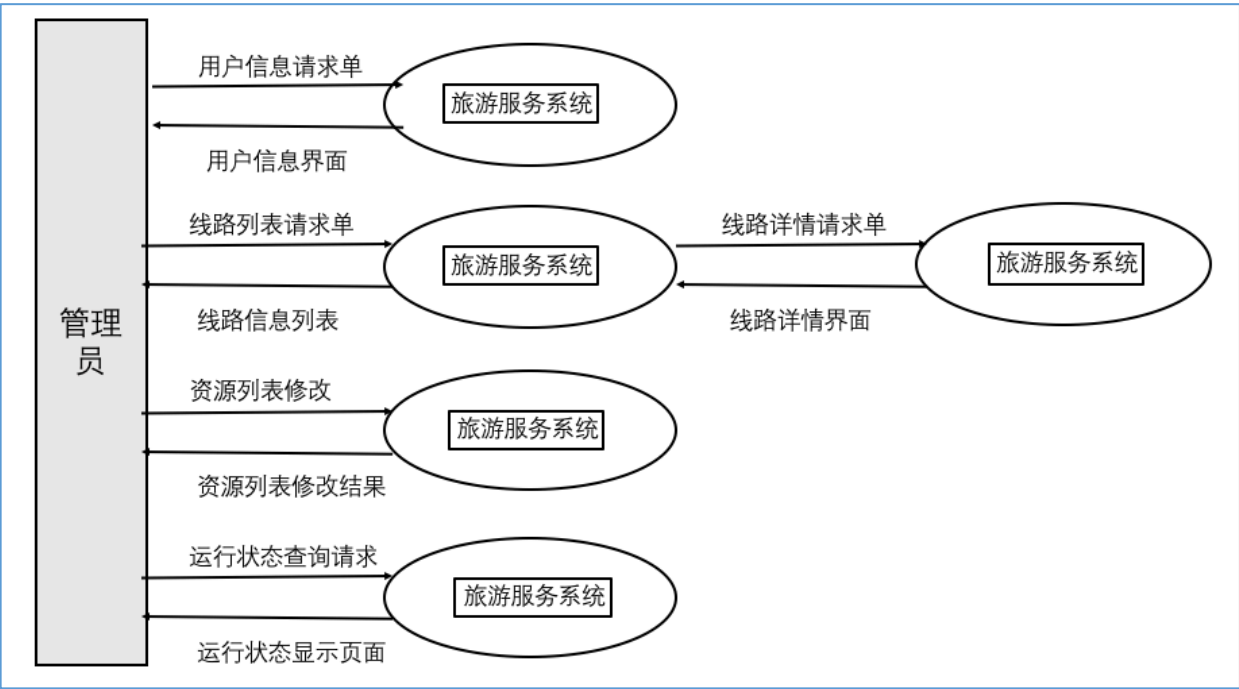 用户信息请求单
旅游服务系统
用户信息界面
线路列表请求单
线路详情请求单
旅游服务系统
旅游服务系统
线路信息列表
线路详情界面
管理
员
资源列表修改
旅游服务系统
资源列表修改结果
运行状态查询请求
旅游服务系统
运行状态显示页面